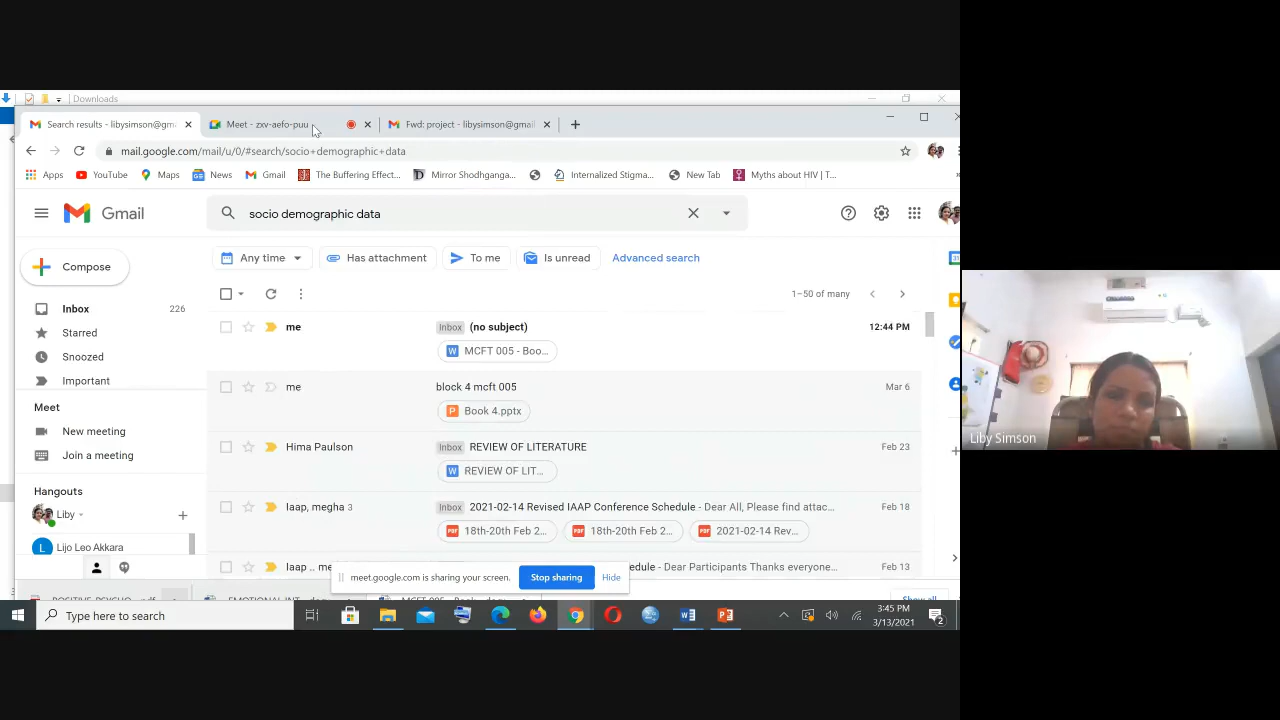 Downloads
Search results - libysimson@gm
Meet - zxv-aefo-puu
Fwd: project - libysimson@gmail
mail.google.com/mail/u/0/#search/socio+demographic+data
Apps
YouTube
Maps
News
Gmail
The Buffering Effect...
Mirror Shodhganga...
Internalized Stigma...
New Tab
Myths about HIV | T...
Gmail
socio demographic data
Any time
Has attachment
To me
Is unread
Advanced search
Compose
1–50 of many
Inbox 226
Starred
Snoozed
Important
Meet
New meeting
Join a meeting
Hangouts
Liby
Lijo Leo Akkara
me Inbox (no subject) 12:44 PM
MCFT 005 - Boo...
me block 4 mcft 005 Mar 6
Book 4.pptx
Hima Paulson Inbox REVIEW OF LITERATURE Feb 23
REVIEW OF LIT...
Iaap, megha 3 Inbox 2021-02-14 Revised IAAP Conference Schedule - Dear All, Please find attac... Feb 18
18th-20th Feb 2...
18th-20th Feb 2...
2021-02-14 Rev...
Dear Participants Thanks everyone... Feb 13
meet.google.com is sharing your screen.
Stop sharing
Hide
Show all
Type here to search
3:45 PM
3/13/2021
2
Liby Simson